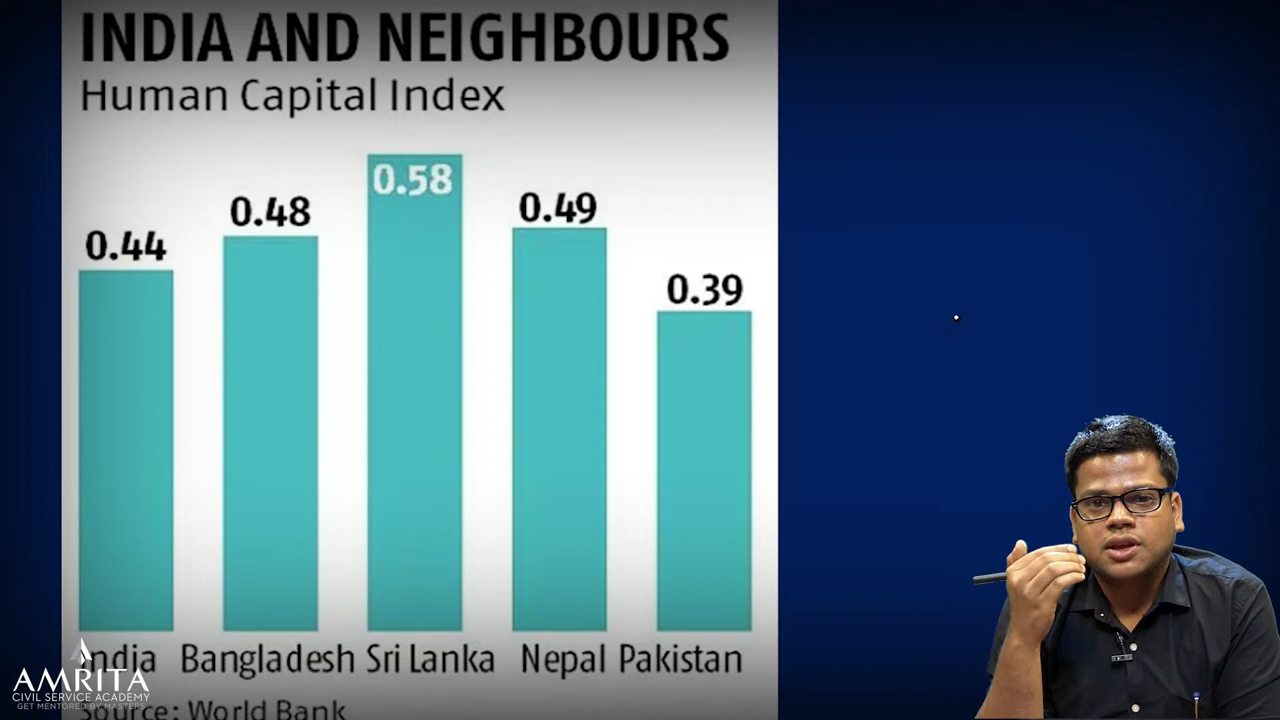 INDIA AND NEIGHBOURS
Human Capital Index
0.44
0.48
0.58
0.49
0.39
India Bangladesh Sri Lanka Nepal Pakistan
Source: World Bank
AMRITA
CIVIL SERVICE ACADEMY
GET MENTORED BY MASTERS